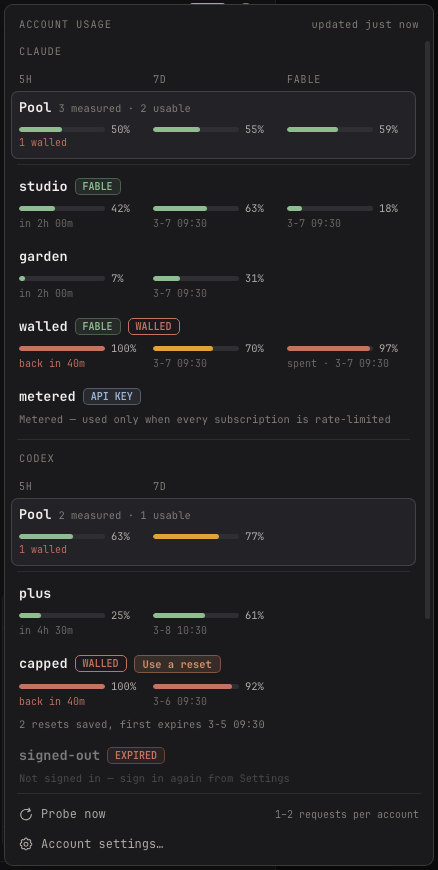 ACCOUNT USAGE updated just now
CLAUDE
5H 7D FABLE
Pool 3 measured · 2 usable
50% 55% 59%
1 walled
studio FABLE
42% 63% 18%
in 2h 00m 3-7 09:30 3-7 09:30
garden
7% 31%
in 2h 00m 3-7 09:30
walled FABLE WALLED
100% 70% 97%
back in 40m 3-7 09:30 spent · 3-7 09:30
metered API KEY
Metered — used only when every subscription is rate-limited
CODEX
5H 7D
Pool 2 measured · 1 usable
63% 77%
1 walled
plus
25% 61%
in 4h 30m 3-8 10:30
capped WALLED Use a reset
100% 92%
back in 40m 3-6 09:30
2 resets saved, first expires 3-5 09:30
signed-out EXPIRED
Not signed in — sign in again from Settings
Probe now 1–2 requests per account
Account settings…